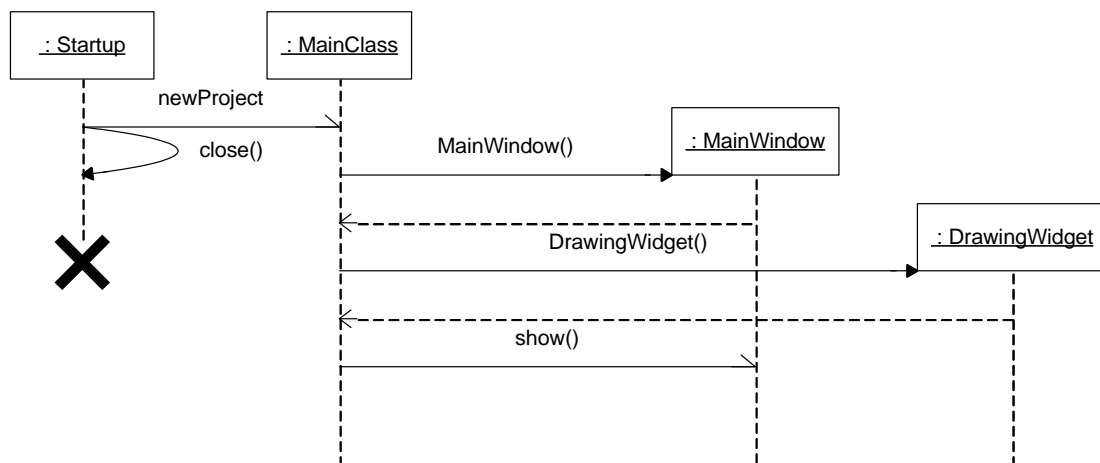 : Startup
: MainClass
newProject
close()
MainWindow()
: MainWindow
DrawingWidget()
: DrawingWidget
show()